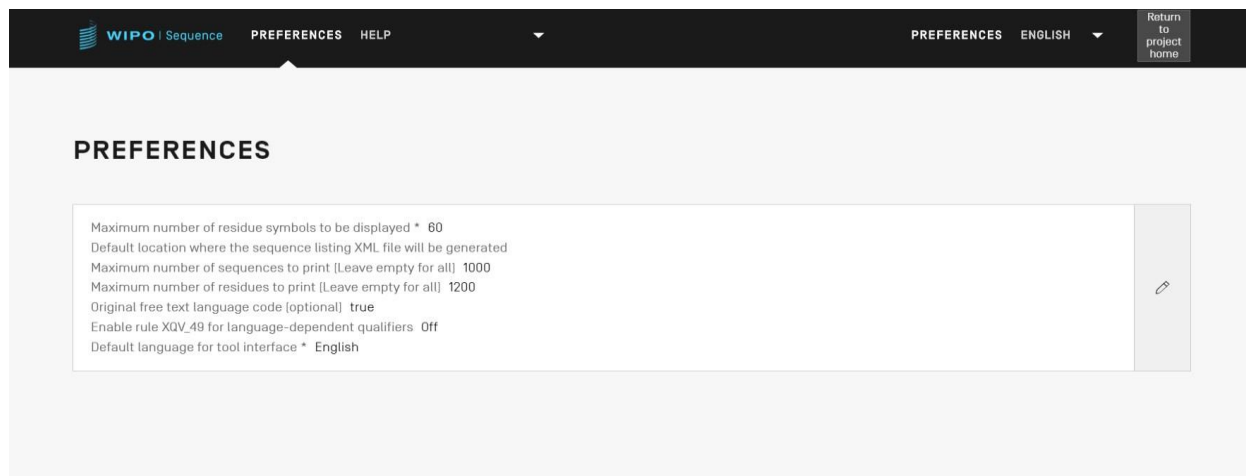 WIPO | Sequence PREFERENCES HELP PREFERENCES ENGLISH
Return
to
project
home
PREFERENCES
Maximum number of residue symbols to be displayed * 60
Default location where the sequence listing XML file will be generated
Maximum number of sequences to print [Leave empty for all] 1000
Maximum number of residues to print [Leave empty for all] 1200
Original free text language code [optional] true
Enable rule XQV_49 for language-dependent qualifiers Off
Default language for tool interface * English